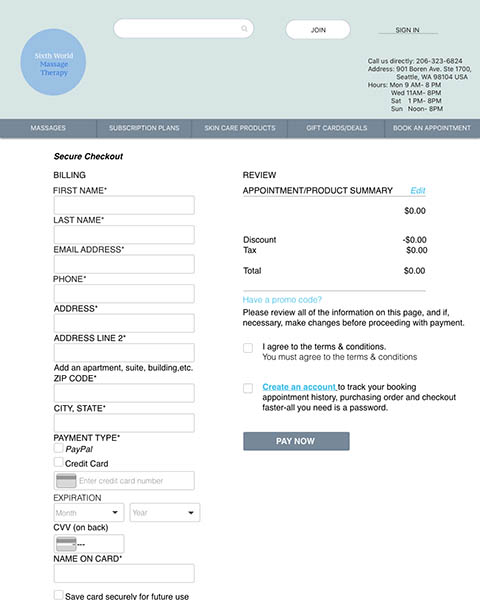 JOIN
SIGN IN
Sixth World
Massage
Therapy
Call us directly: 206-323-6824
Address: 901 Boren Ave. Ste 1700,
Seattle, WA 98104 USA
Hours: Mon 9 AM- 8 PM
Wed 11AM- 8PM
Sat 1 PM- 8PM
Sun Noon- 8PM
MASSAGES
SUBSCRIPTION PLANS
SKIN CARE PRODUCTS
GIFT CARDS/DEALS
BOOK AN APPOINTMENT
Secure Checkout
BILLING
FIRST NAME*
LAST NAME*
EMAIL ADDRESS*
PHONE*
ADDRESS*
ADDRESS LINE 2*
Add an apartment, suite, building,etc.
ZIP CODE*
CITY, STATE*
PAYMENT TYPE*
PayPal
Credit Card
Enter credit card number
EXPIRATION
Month
Year
CVV (on back)
---
NAME ON CARD*
Save card securely for future use
REVIEW
APPOINTMENT/PRODUCT SUMMARY Edit
$0.00
Discount -$0.00
Tax $0.00
Total $0.00
Have a promo code?
Please review all of the information on this page, and if,
necessary, make changes before proceeding with payment.
I agree to the terms & conditions.
You must agree to the terms & conditions
Create an account to track your booking
appointment history, purchasing order and checkout
faster-all you need is a password.
PAY NOW